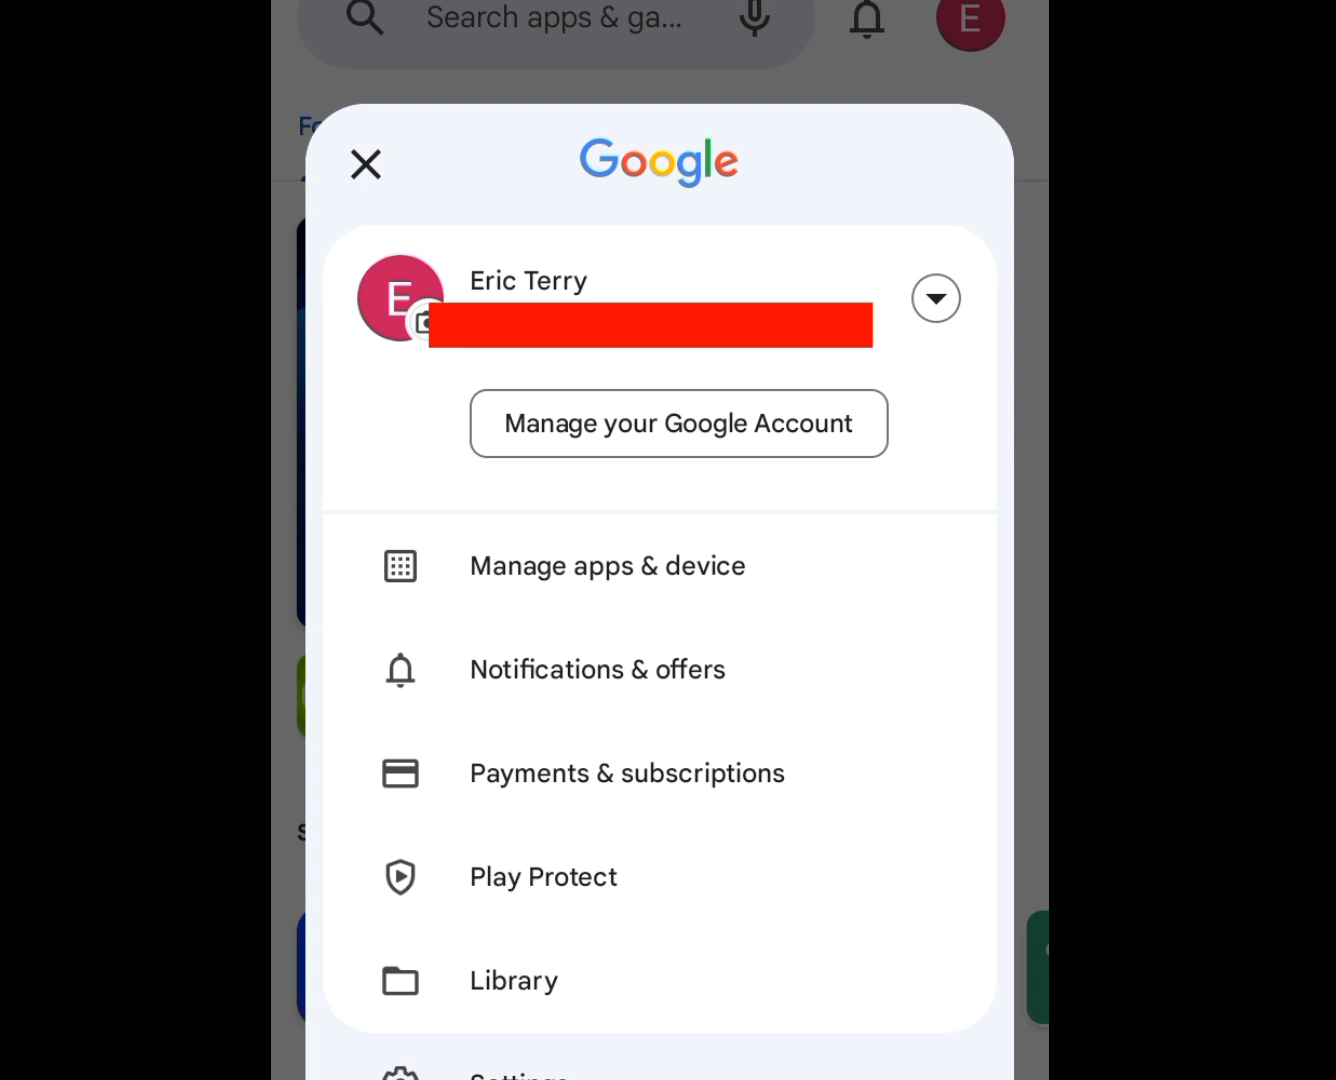 Search apps & ga...
E
Google
E
Eric Terry
Manage your Google Account
Manage apps & device
Notifications & offers
Payments & subscriptions
Play Protect
Library
Settings